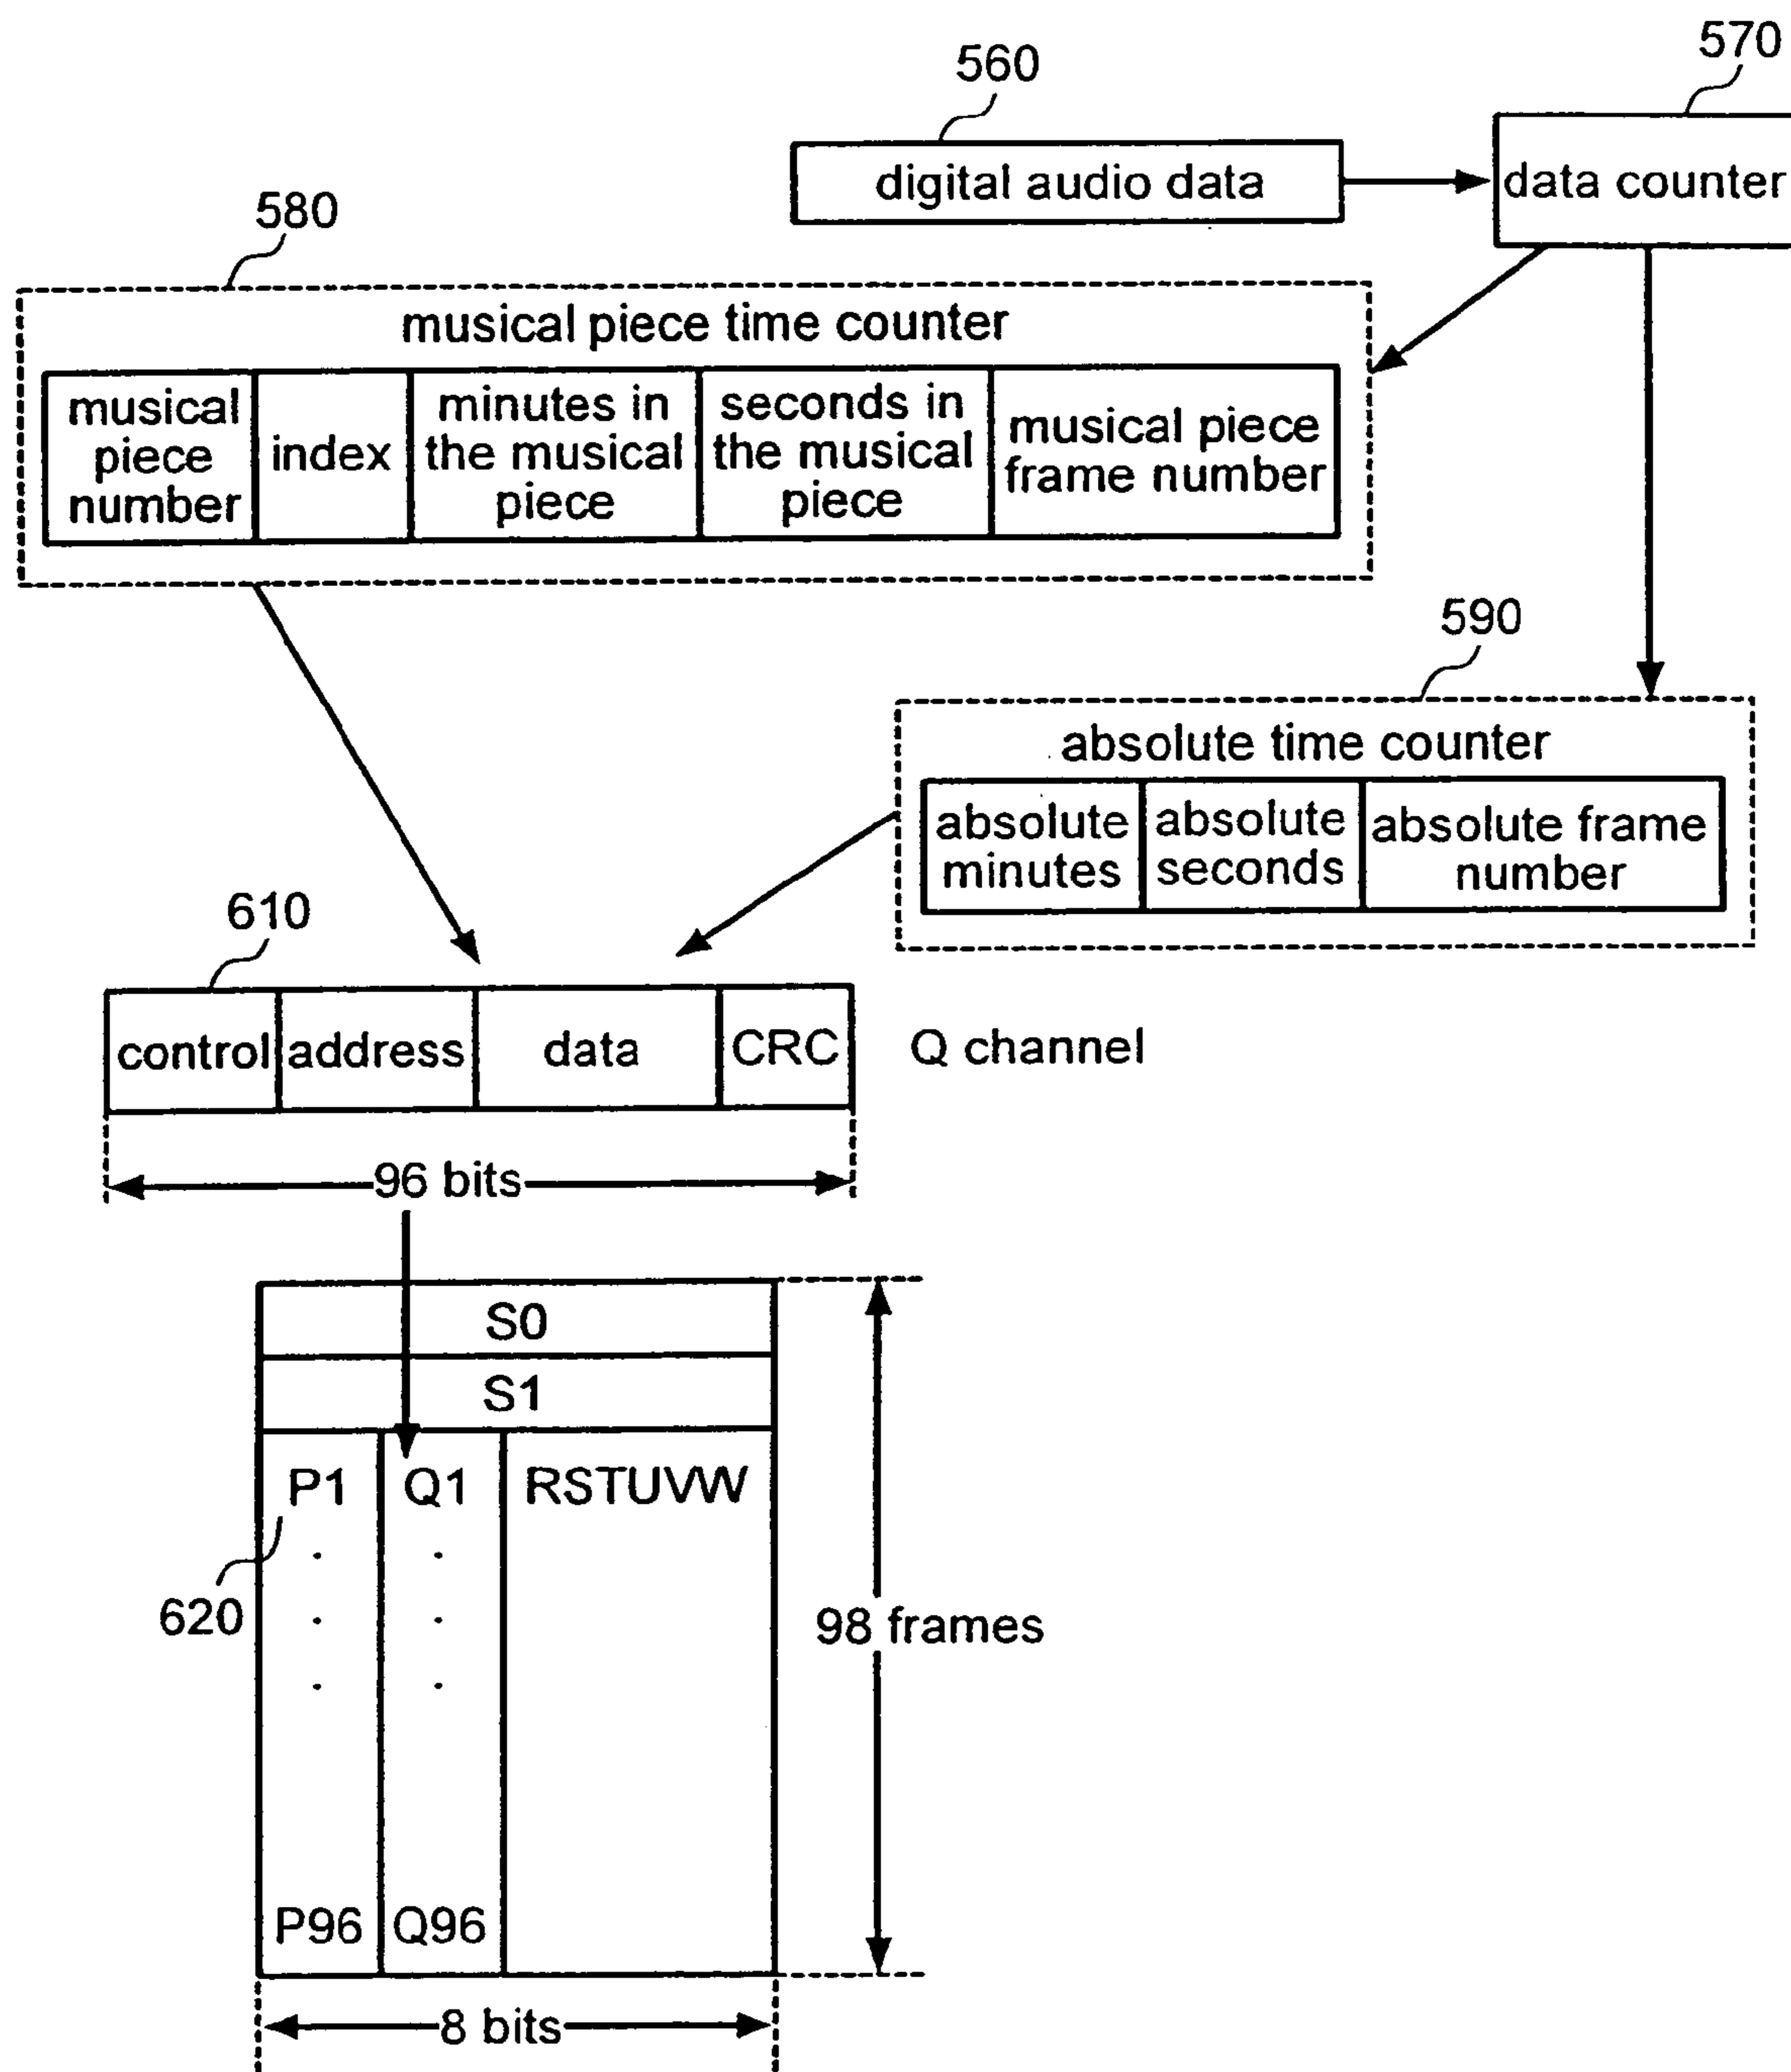 570
560
digital audio data
data counter
580
musical piece time counter
musical
piece
number
index
minutes in
the musical
piece
seconds in
the musical
piece
musical piece
frame number
590
absolute time counter
absolute
minutes
absolute
seconds
absolute frame
number
610
control
address
data
CRC
Q channel
96 bits
S0
S1
P1
Q1
RSTUVW
620
98 frames
P96
Q96
8 bits